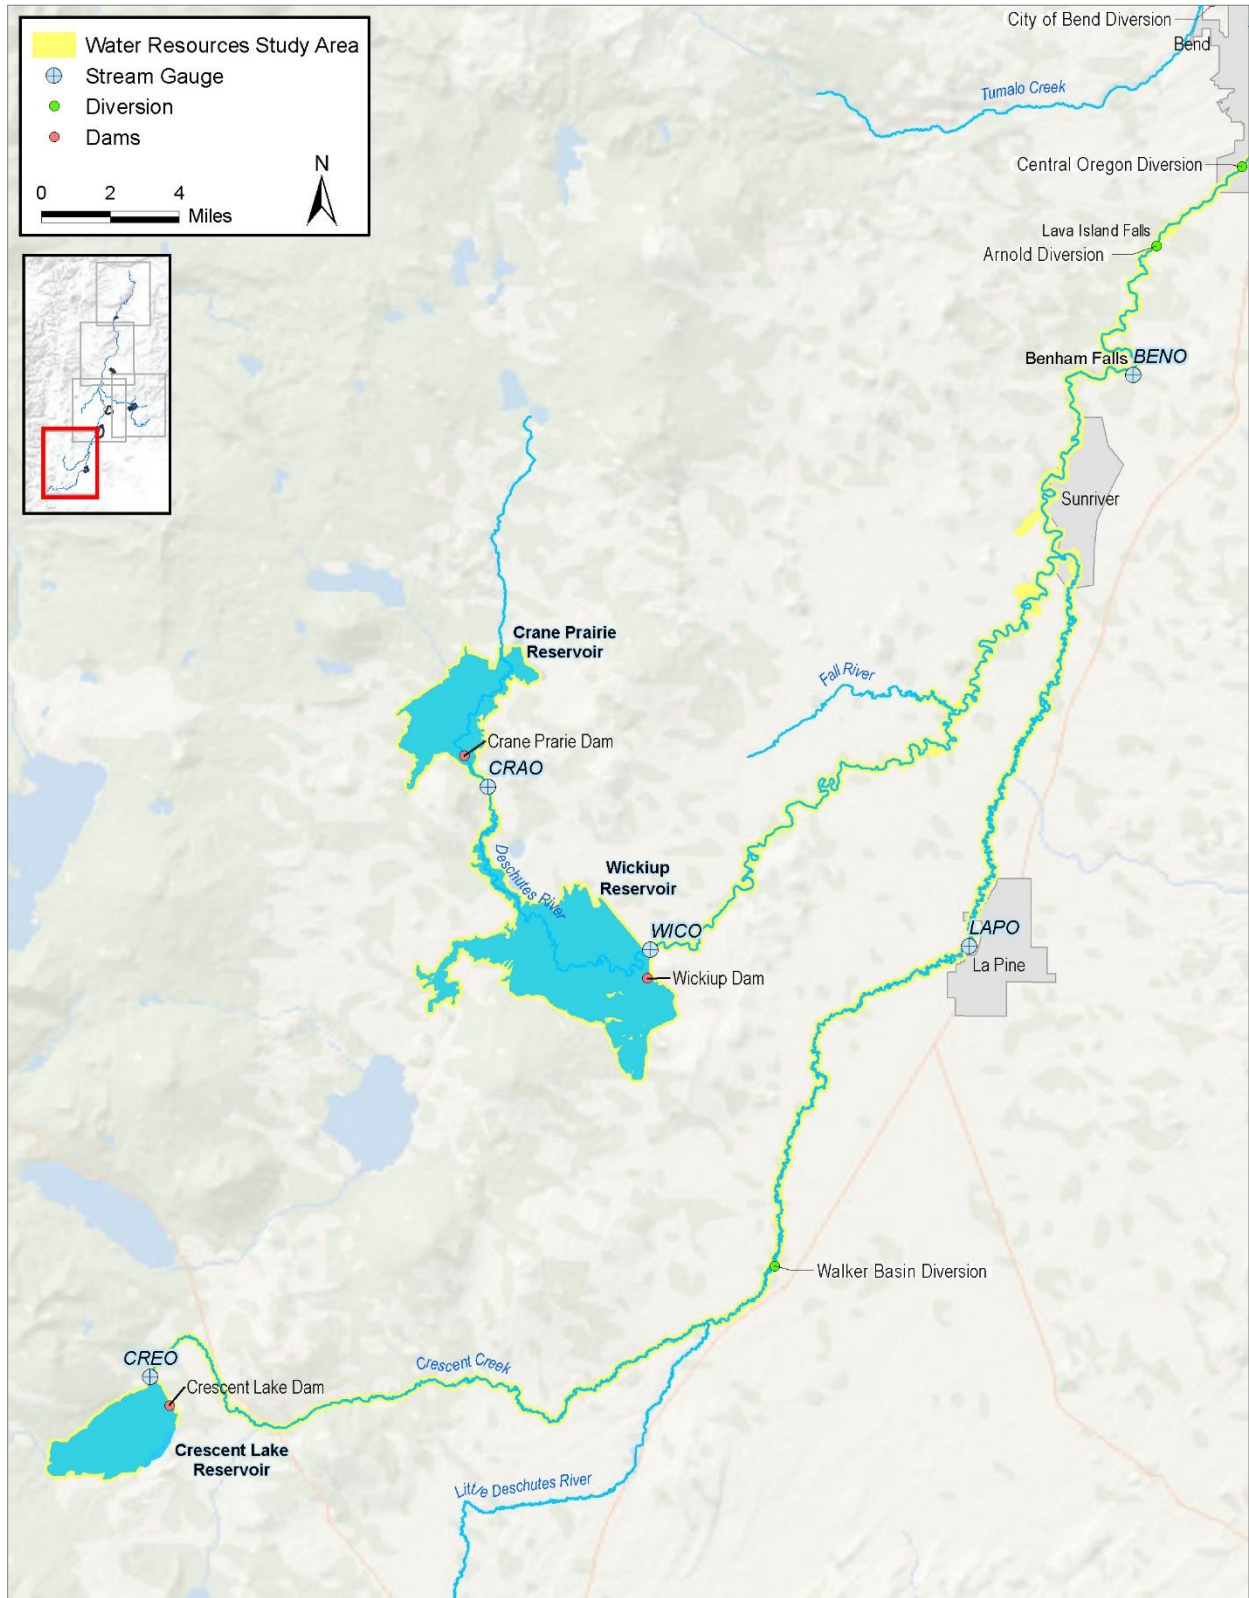 Water Resources Study Area
Stream Gauge
Diversion
Dams
0 2 4
Miles
N
City of Bend Diversion
Bend
Tumalo Creek
Central Oregon Diversion
Lava Island Falls
Arnold Diversion
Benham Falls BENO
Sunriver
Crane Prairie
Reservoir
Fall River
Crane Prarie Dam
CRAO
Deschutes River
Wickiup
Reservoir
WICO
LAPO
La Pine
Wickiup Dam
Walker Basin Diversion
CREO
Crescent Creek
Crescent Lake Dam
Crescent Lake
Reservoir
Little Deschutes River